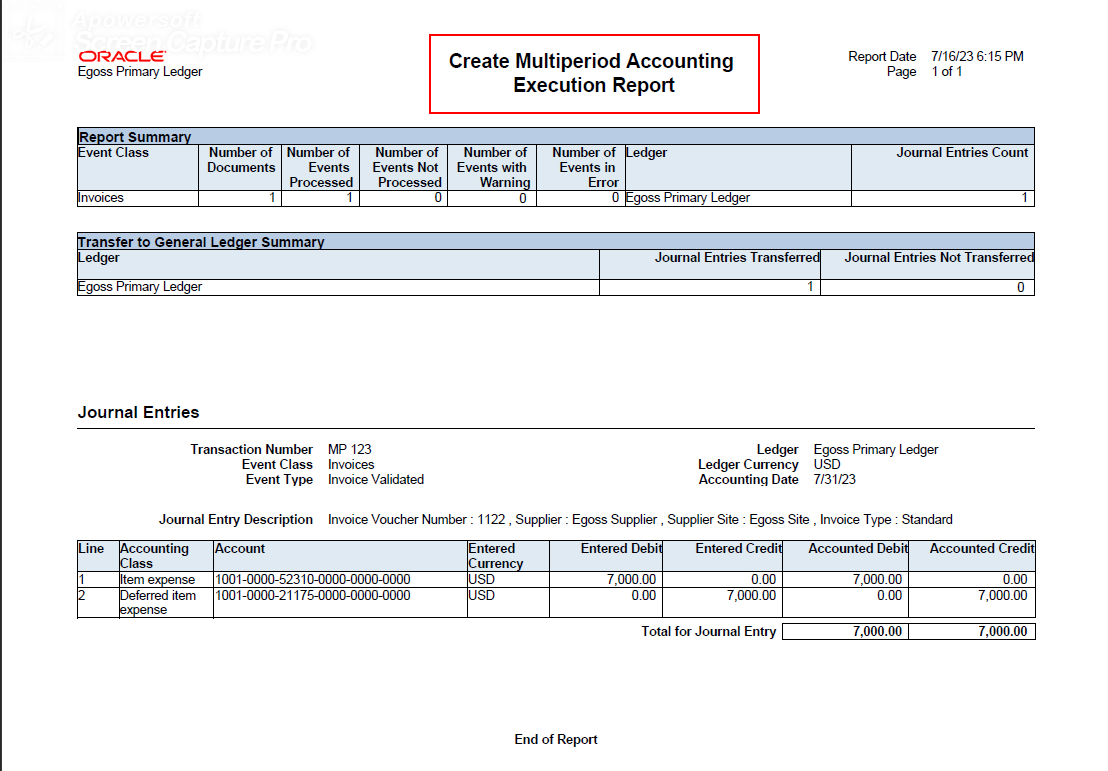 Apowersoft
Screen Capture Pro
ORACLE
Egoss Primary Ledger
Create Multiperiod Accounting
Execution Report
Report Date 7/16/23 6:15 PM
Page 1 of 1
Report Summary
Event Class Number of Documents Number of Events Processed Number of Events Not Processed Number of Events with Warning Number of Events in Error Ledger Journal Entries Count
Invoices 1 1 0 0 0 Egoss Primary Ledger 1
Transfer to General Ledger Summary
Ledger Journal Entries Transferred Journal Entries Not Transferred
Egoss Primary Ledger 1 0
Journal Entries
Transaction Number MP 123
Event Class Invoices
Event Type Invoice Validated
Ledger Egoss Primary Ledger
Ledger Currency USD
Accounting Date 7/31/23
Journal Entry Description Invoice Voucher Number : 1122 , Supplier : Egoss Supplier , Supplier Site : Egoss Site , Invoice Type : Standard
Line Accounting Class Account Entered Currency Entered Debit Entered Credit Accounted Debit Accounted Credit
1 Item expense 1001-0000-52310-0000-0000-0000 USD 7,000.00 0.00 7,000.00 0.00
2 Deferred item expense 1001-0000-21175-0000-0000-0000 USD 0.00 7,000.00 0.00 7,000.00
Total for Journal Entry 7,000.00 7,000.00
End of Report